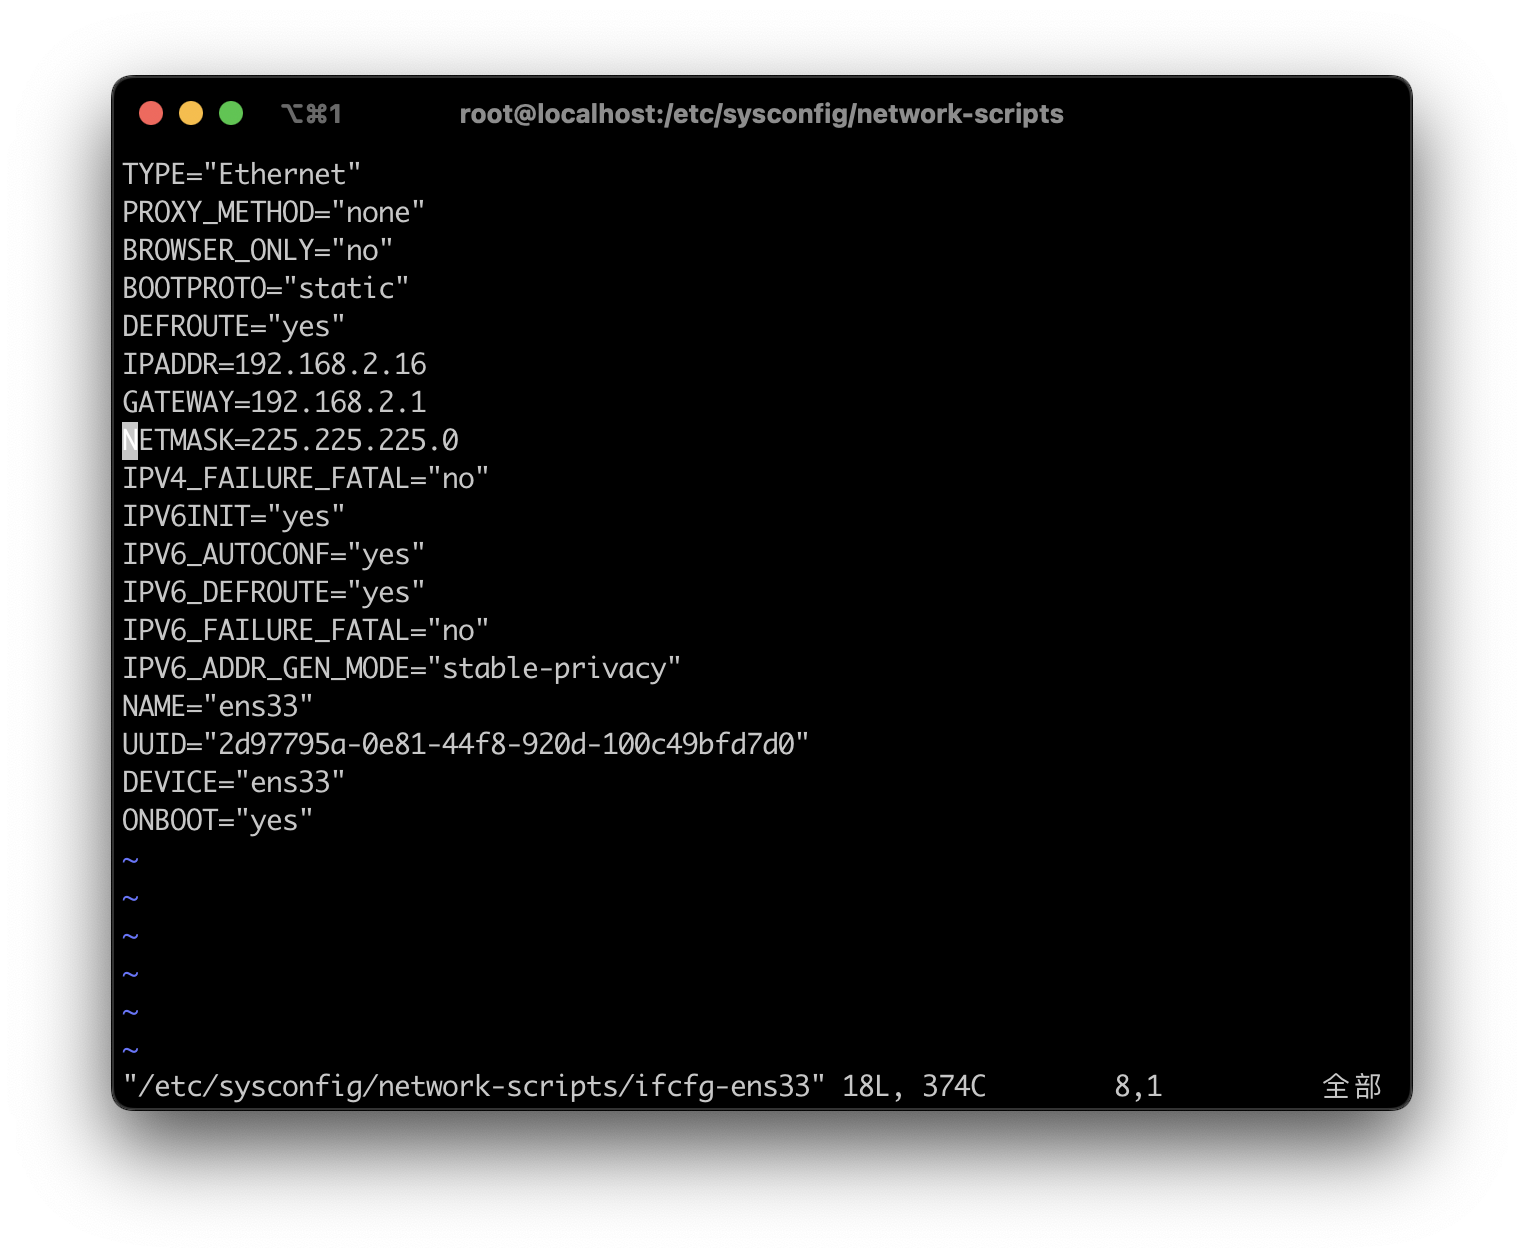 ⌥⌘1 root@localhost:/etc/sysconfig/network-scripts
TYPE="Ethernet"
PROXY_METHOD="none"
BROWSER_ONLY="no"
BOOTPROTO="static"
DEFROUTE="yes"
IPADDR=192.168.2.16
GATEWAY=192.168.2.1
NETMASK=225.225.225.0
IPV4_FAILURE_FATAL="no"
IPV6INIT="yes"
IPV6_AUTOCONF="yes"
IPV6_DEFROUTE="yes"
IPV6_FAILURE_FATAL="no"
IPV6_ADDR_GEN_MODE="stable-privacy"
NAME="ens33"
UUID="2d97795a-0e81-44f8-920d-100c49bfd7d0"
DEVICE="ens33"
ONBOOT="yes"
~
~
~
~
~
~
"/etc/sysconfig/network-scripts/ifcfg-ens33" 18L, 374C 8,1 全部